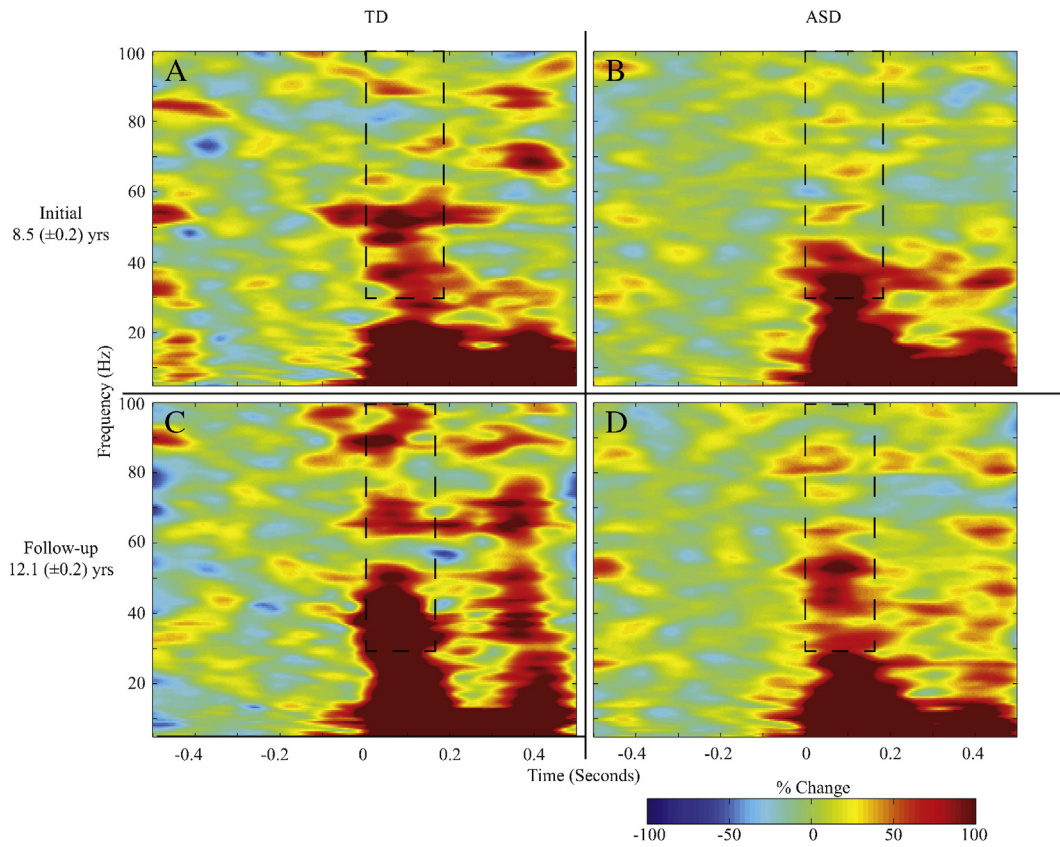 TD ASD
A B
100
80
60
40
20
Initial
8.5 (±0.2) yrs
Frequency (Hz)
C D
100
80
60
40
20
Follow-up
12.1 (±0.2) yrs
-0.4 -0.2 0 0.2 0.4 -0.4 -0.2 0 0.2 0.4
Time (Seconds)
% Change
-100 -50 0 50 100